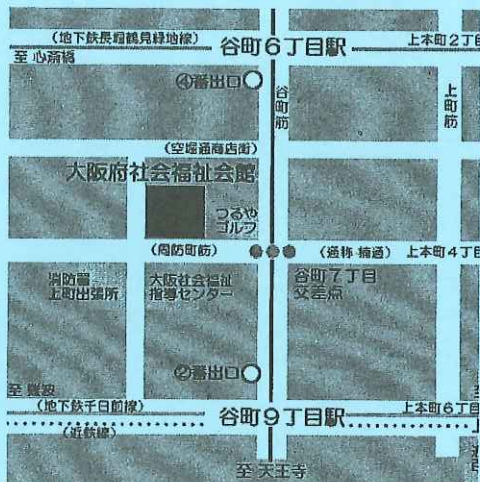 (地下鉄長堀鶴見緑地線)
谷町6丁目駅
上本町2丁目
至 心斎橋
④番出口
谷町筋
上町筋
(空堀通商店街)
大阪府社会福祉会館
つるや
ゴルフ
(周防町筋)
(通称 楠通)
上本町4丁目
消防署
上町出張所
大阪社会福祉
指導センター
谷町7丁目
交差点
②番出口
至 難波
(地下鉄千日前線)
谷町9丁目駅
上本町6丁目
(近鉄線)
至 天王寺